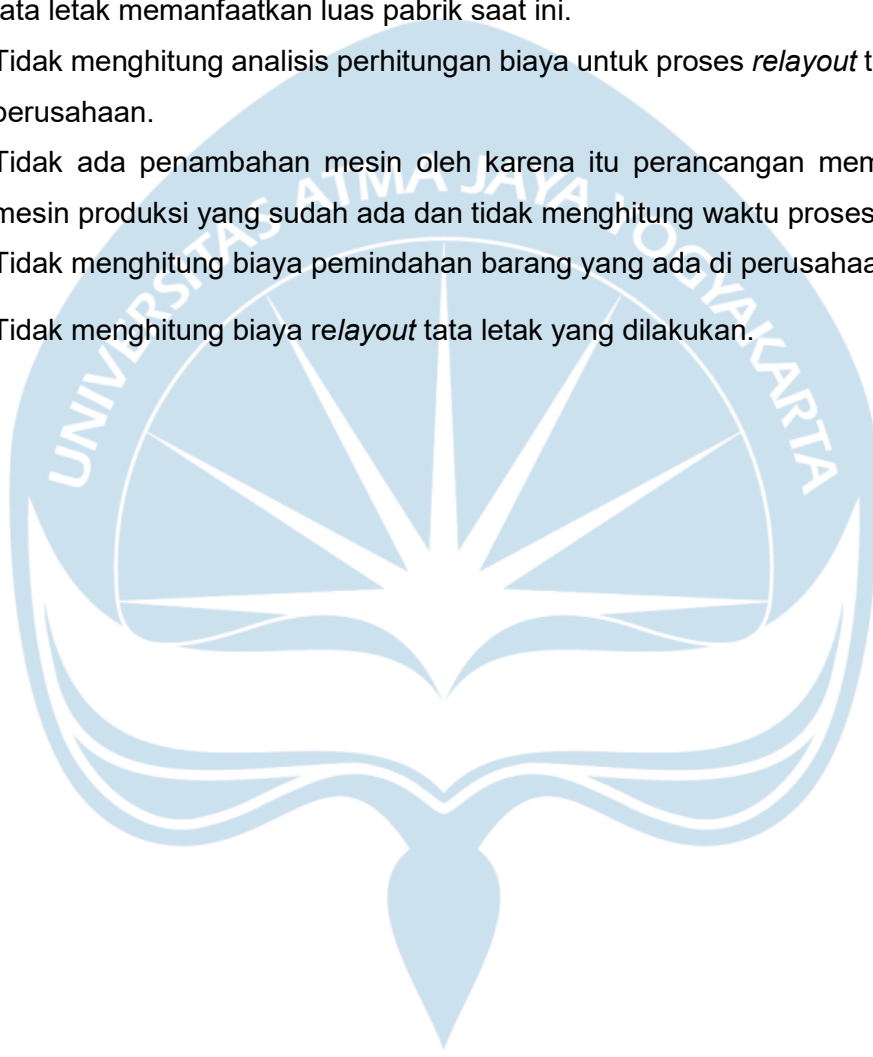 tata letak memanfaatkan luas pabrik saat ini.
Tidak menghitung analisis perhitungan biaya untuk proses relayout
perusahaan.
Tidak ada penambahan mesin oleh karena itu perancangan
mesin produksi yang sudah ada dan tidak menghitung waktu proses
Tidak menghitung biaya pemindahan barang yang ada di
Tidak menghitung biaya relayout tata letak yang dilakukan.
UNIVERSITAS ATMA JAYA YOGYAKARTA